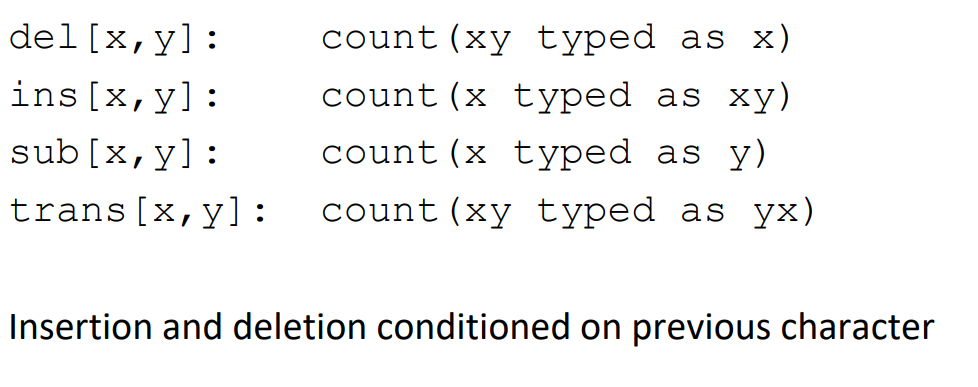 del[x,y]: count(xy typed as x)
ins[x,y]: count(x typed as xy)
sub[x,y]: count(x typed as y)
trans[x,y]: count(xy typed as yx)
Insertion and deletion conditioned on previous character